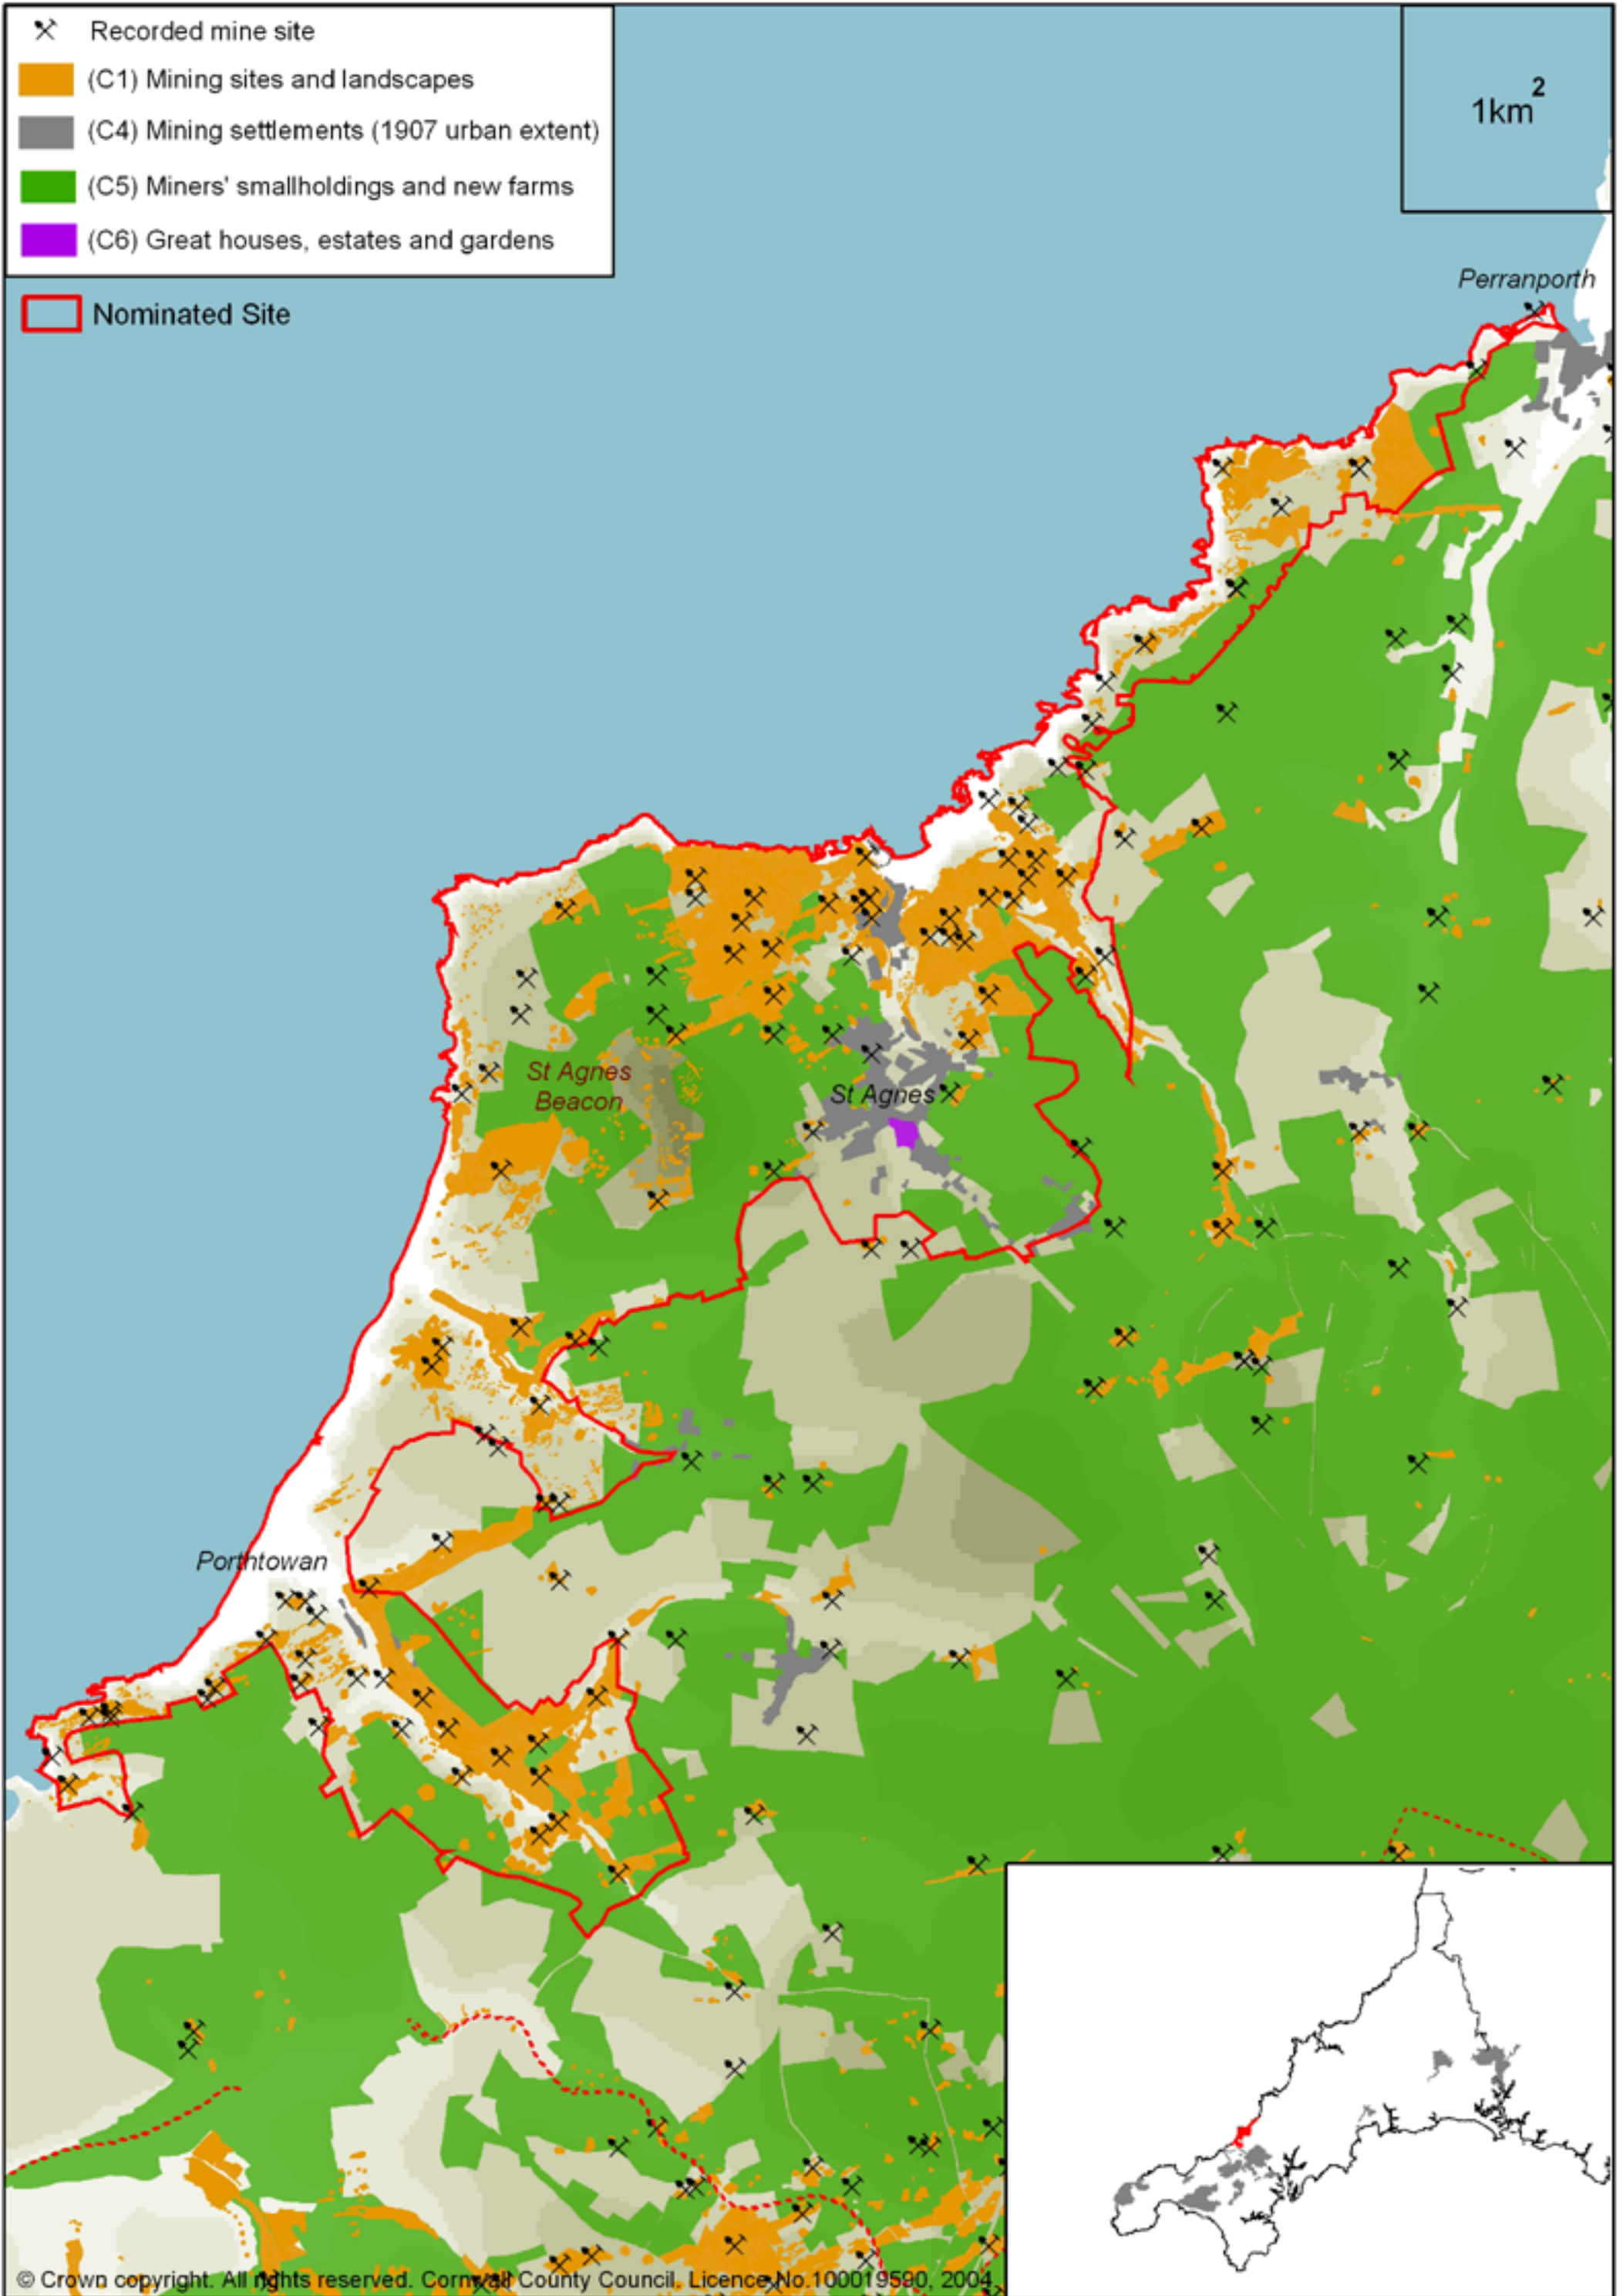 Recorded mine site
(C1) Mining sites and landscapes
(C4) Mining settlements (1907 urban extent)
(C5) Miners' smallholdings and new farms
(C6) Great houses, estates and gardens
Nominated Site
1km²
Perranporth
St Agnes
Beacon
St Agnes
Porthtowan
© Crown copyright. All rights reserved. Cornwall County Council. Licence No.100019590, 2004.